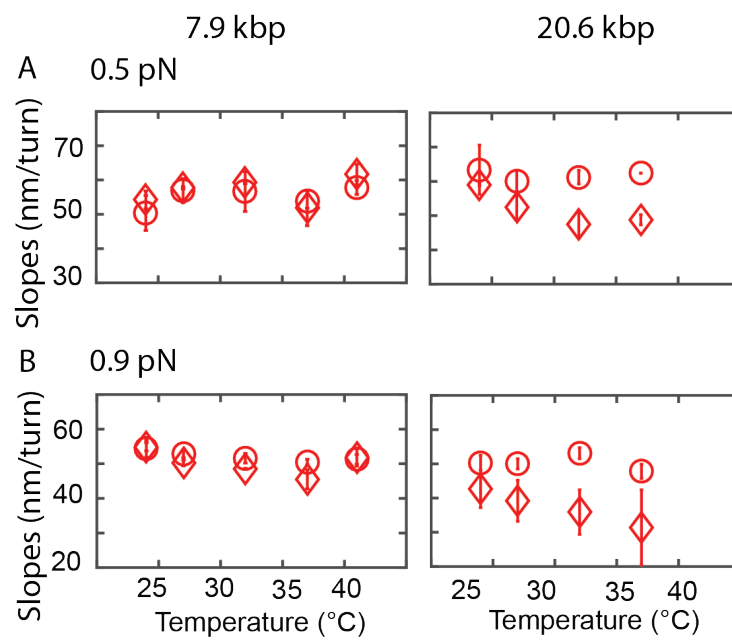 7.9 kbp 20.6 kbp
A 0.5 pN
Slopes (nm/turn)
70
50
30
B 0.9 pN
Slopes (nm/turn)
60
40
20
25 30 35 40 25 30 35 40
Temperature (°C) Temperature (°C)